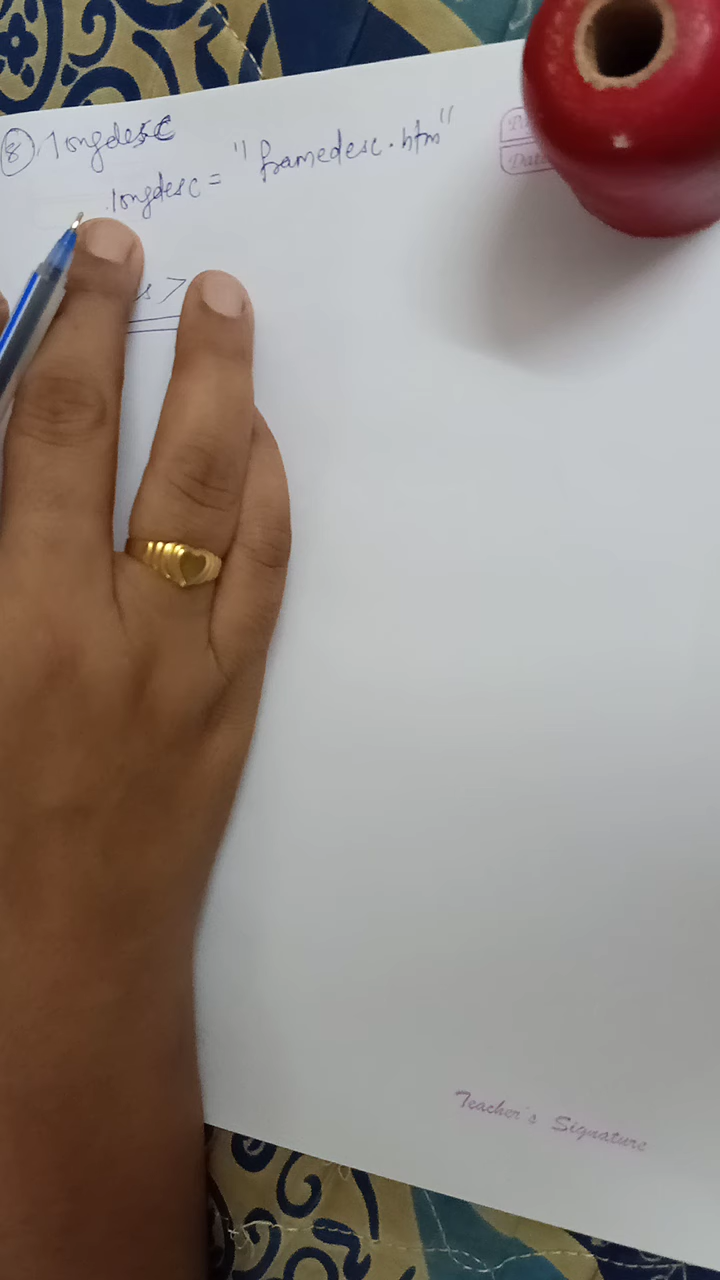 ⑧ longdesc
longdesc = "framedesc.htm"
s >
Teacher's Signature